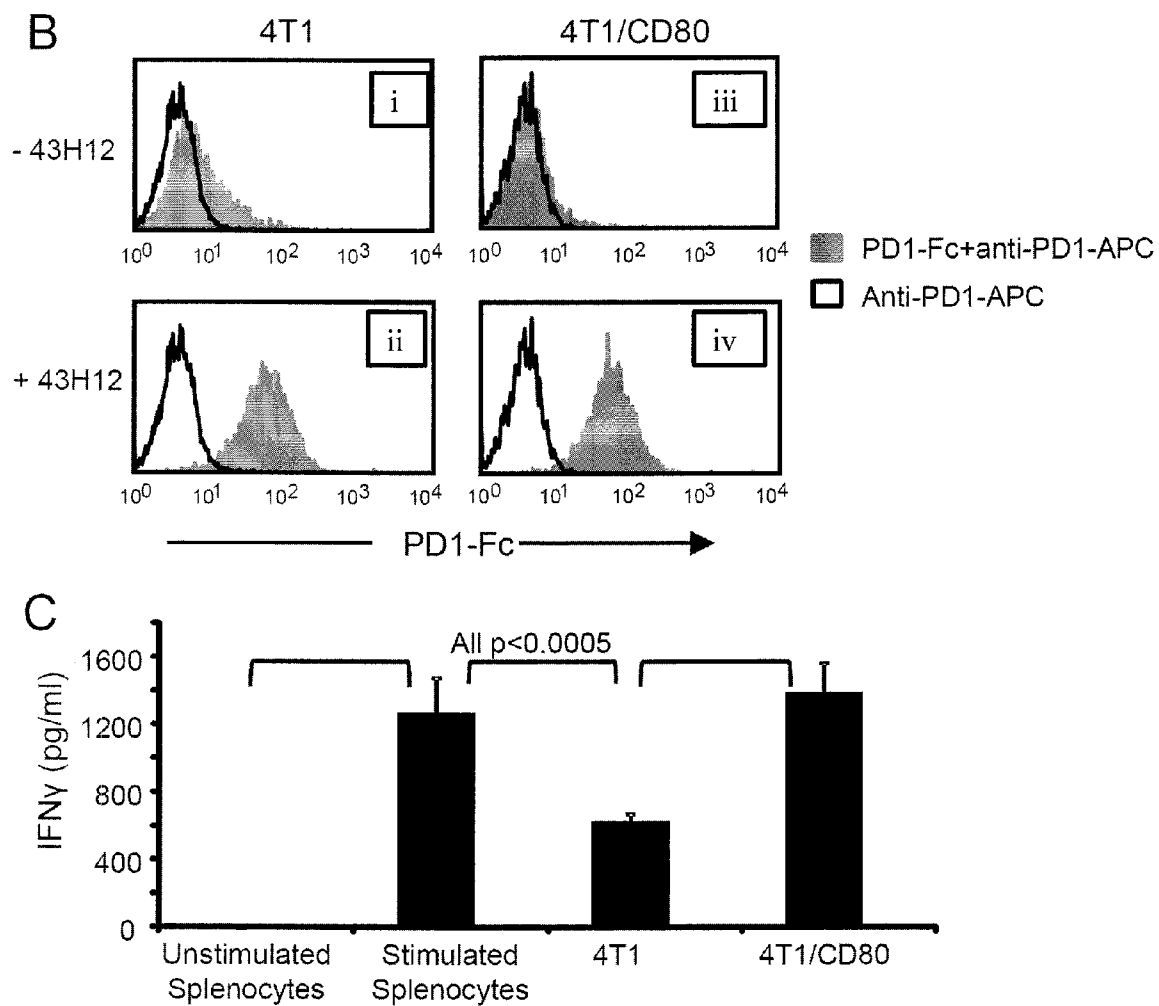 B
4T1
4T1/CD80
- 43H12
i
iii
10⁰ 10¹ 10² 10³ 10⁴
10⁰ 10¹ 10² 10³ 10⁴
PD1-Fc+anti-PD1-APC
Anti-PD1-APC
+ 43H12
ii
iv
10⁰ 10¹ 10² 10³ 10⁴
10⁰ 10¹ 10² 10³ 10⁴
PD1-Fc
C
All p<0.0005
IFNγ (pg/ml)
1600
1200
800
400
0
Unstimulated
Splenocytes
Stimulated
Splenocytes
4T1
4T1/CD80